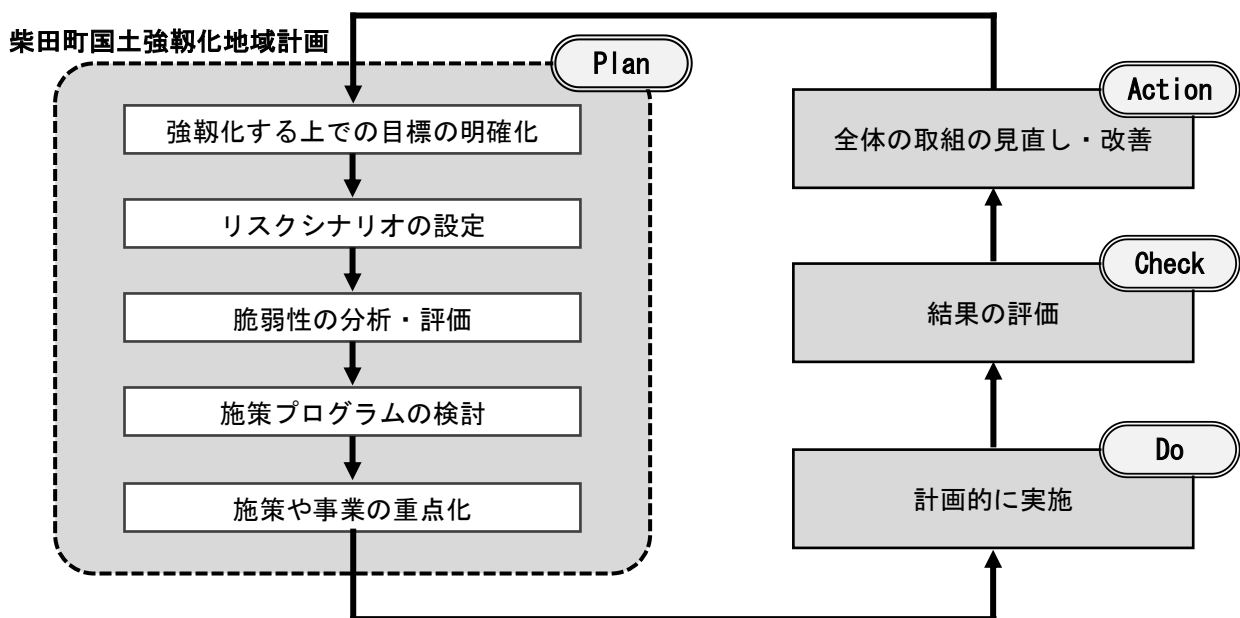 柴田町国土強靱化地域計画
Plan
強靱化する上での目標の明確化
リスクシナリオの設定
脆弱性の分析・評価
施策プログラムの検討
施策や事業の重点化
Action
全体の取組の見直し・改善
Check
結果の評価
Do
計画的に実施